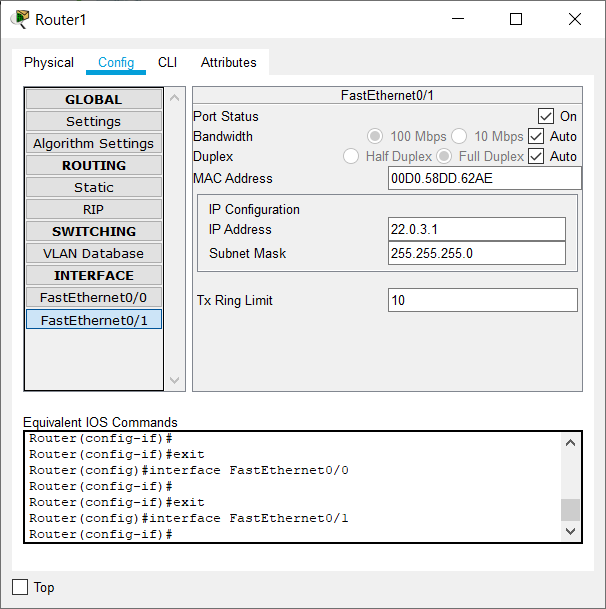 Router1
Physical Config CLI Attributes
GLOBAL
Settings
Algorithm Settings
ROUTING
Static
RIP
SWITCHING
VLAN Database
INTERFACE
FastEthernet0/0
FastEthernet0/1
FastEthernet0/1
Port Status On
Bandwidth 100 Mbps 10 Mbps Auto
Duplex Half Duplex Full Duplex Auto
MAC Address 00D0.58DD.62AE
IP Configuration
IP Address 22.0.3.1
Subnet Mask 255.255.255.0
Tx Ring Limit 10
Equivalent IOS Commands
Router(config-if)#
Router(config-if)#exit
Router(config)#interface FastEthernet0/0
Router(config-if)#
Router(config-if)#exit
Router(config)#interface FastEthernet0/1
Router(config-if)#
Top